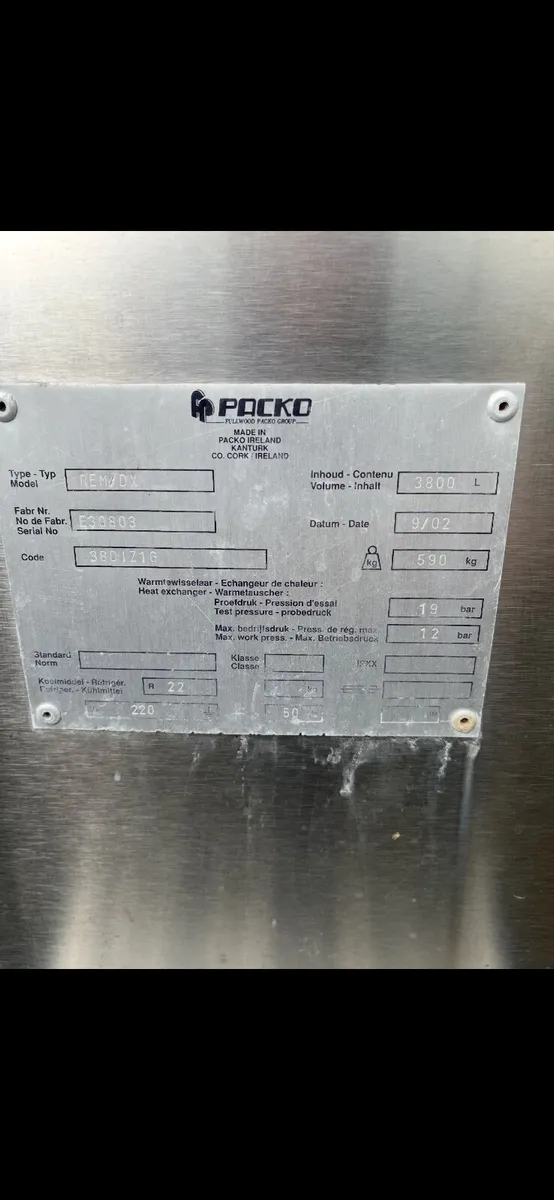 PACKO
FULLWOOD PACKO GROUP
MADE IN
PACKO IRELAND
KANTURK
CO. CORK / IRELAND
Type - Typ
Model
REM/DX
Inhoud - Contenu
Volume - Inhalt
3800 L
Fabr Nr.
No de Fabr.
Serial No
E30803
Datum - Date
9/02
Code
38DIZ1G
kg
590 kg
Warmtewisselaar - Echangeur de chaleur :
Heat exchanger - Warmetauscher :
Proefdruk - Pression d'essai
Test pressure - probedruck
19 bar
Max. bedrijfsdruk - Press. de rég. max.
Max. work press. - Max. Betriebsdruck
12 bar
Standard
Norm
Klasse
Classe
IPXX
Koelmiddel - Réfrigér.
Refriger. - Kühlmittel
R 22
kg
220
50